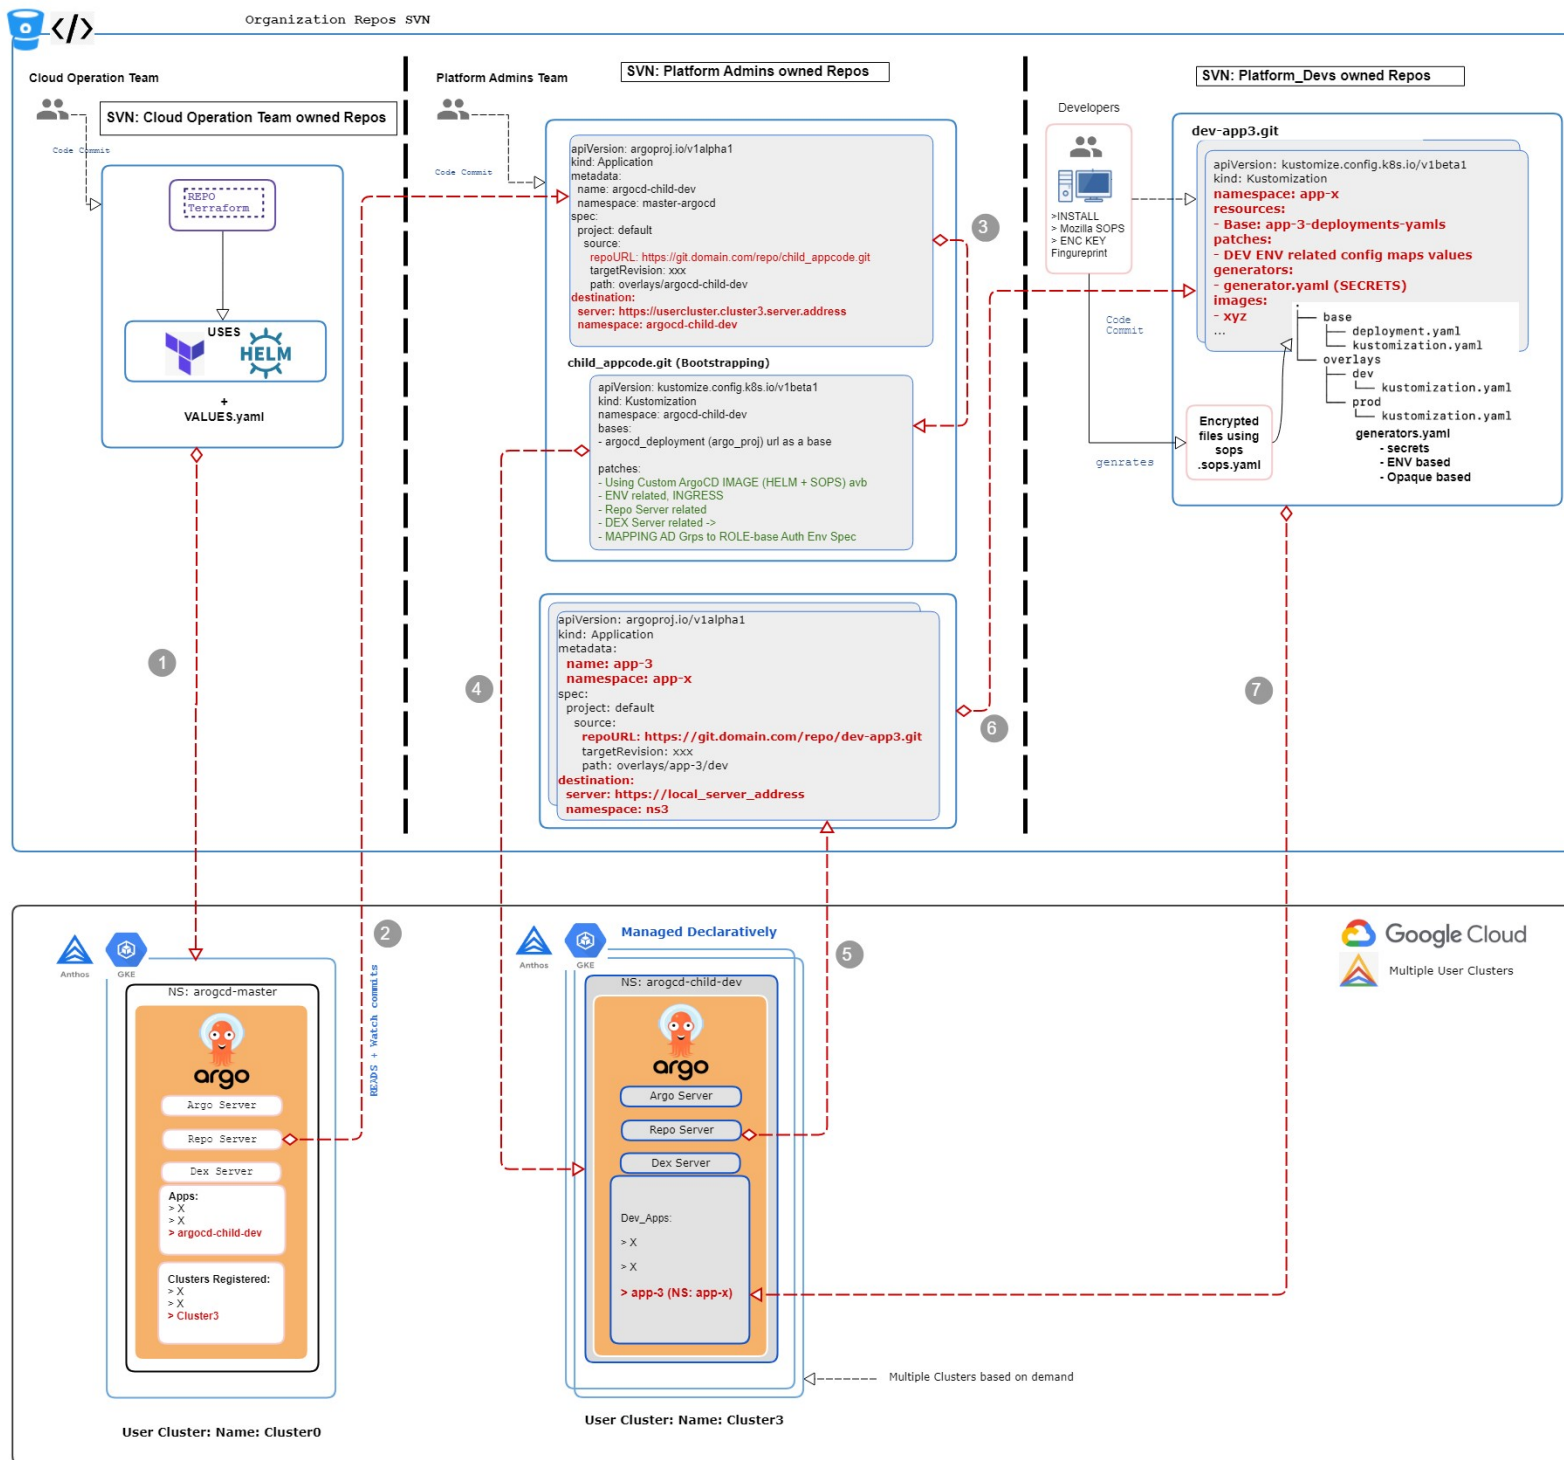 Organization Repos SVN
Cloud Operation Team
SVN: Cloud Operation Team owned Repos
Code Commit
REPO
Terraform
USES
HELM
+
VALUES.yaml
1
Platform Admins Team
SVN: Platform Admins owned Repos
Code Commit
apiVersion: argoproj.io/v1alpha1
kind: Application
metadata:
name: argocd-child-dev
namespace: master-argocd
spec:
project: default
source:
repoURL: https://git.domain.com/repo/child_appcode.git
targetRevision: xxx
path: overlays/argocd-child-dev
destination:
server: https://usercluster.cluster3.server.address
namespace: argocd-child-dev
3
child_appcode.git (Bootstrapping)
apiVersion: kustomize.config.k8s.io/v1beta1
kind: Kustomization
namespace: argocd-child-dev
bases:
- argocd_deployment (argo_proj) url as a base
patches:
- Using Custom ArgoCD IMAGE (HELM + SOPS) avb
- ENV related, INGRESS
- Repo Server related
- DEX Server related ->
- MAPPING AD Grps to ROLE-base Auth Env Spec
4
apiVersion: argoproj.io/v1alpha1
kind: Application
metadata:
name: app-3
namespace: app-x
spec:
project: default
source:
repoURL: https://git.domain.com/repo/dev-app3.git
targetRevision: xxx
path: overlays/app-3/dev
destination:
server: https://local_server_address
namespace: ns3
6
SVN: Platform_Devs owned Repos
Developers
>INSTALL
> Mozilla SOPS
> ENC KEY
Fingureprint
Code
Commit
genrates
dev-app3.git
apiVersion: kustomize.config.k8s.io/v1beta1
kind: Kustomization
namespace: app-x
resources:
- Base: app-3-deployments-yamls
patches:
- DEV ENV related config maps values
generators:
- generator.yaml (SECRETS)
images:
- xyz
...
.
base
deployment.yaml
kustomization.yaml
overlays
dev
kustomization.yaml
prod
kustomization.yaml
Encrypted
files using
sops
.sops.yaml
generators.yaml
- secrets
- ENV based
- Opaque based
7
Anthos
GKE
NS: arogcd-master
argo
Argo Server
Repo Server
Dex Server
Apps:
> X
> X
> argocd-child-dev
Clusters Registered:
> X
> X
> Cluster3
User Cluster: Name: Cluster0
2
READS + Watch commits
Anthos
GKE
Managed Declaratively
NS: arogcd-child-dev
argo
Argo Server
Repo Server
Dex Server
Dev_Apps:
> X
> X
> app-3 (NS: app-x)
5
Multiple Clusters based on demand
User Cluster: Name: Cluster3
Google Cloud
Multiple User Clusters